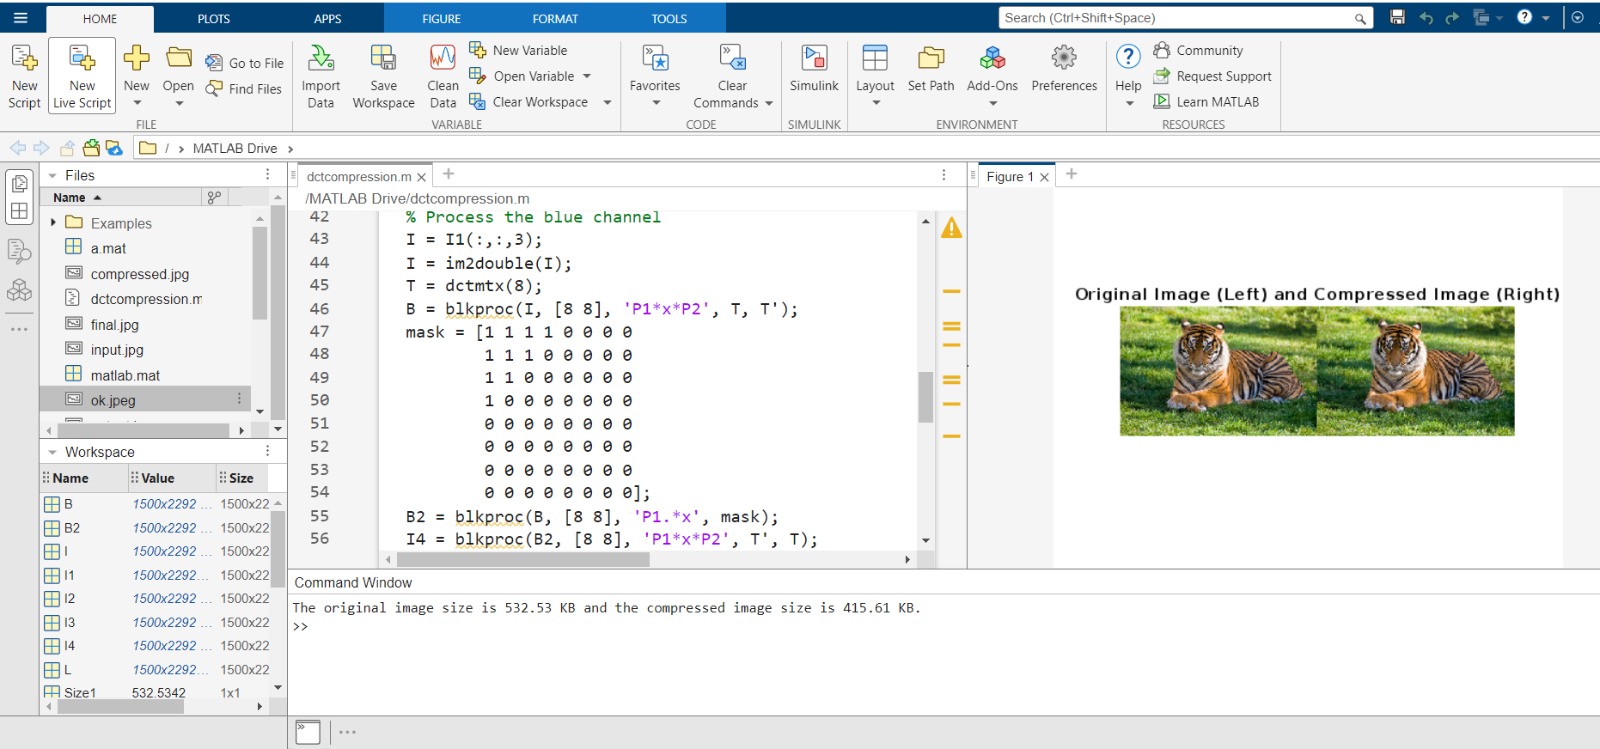 HOME PLOTS APPS FIGURE FORMAT TOOLS Search (Ctrl+Shift+Space)
New Script
New Live Script
New
Open
Go to File
Find Files
FILE
Import Data
Save Workspace
Clean Data
New Variable
Open Variable
Clear Workspace
VARIABLE
Favorites
Clear Commands
CODE
Simulink
SIMULINK
Layout
Set Path
Add-Ons
Preferences
ENVIRONMENT
Help
Community
Request Support
Learn MATLAB
RESOURCES
/ › MATLAB Drive ›
Files
Name
Examples
a.mat
compressed.jpg
dctcompression.m
final.jpg
input.jpg
matlab.mat
ok.jpeg
Workspace
Name Value Size
B 1500x2292 ... 1500x22
B2 1500x2292 ... 1500x22
I 1500x2292 ... 1500x22
I1 1500x2292... 1500x22
I2 1500x2292 ... 1500x22
I3 1500x2292 ... 1500x22
I4 1500x2292 ... 1500x22
L 1500x2292... 1500x22
Size1 532.5342 1x1
dctcompression.m
/MATLAB Drive/dctcompression.m
42 % Process the blue channel
43 I = I1(:,:,3);
44 I = im2double(I);
45 T = dctmtx(8);
46 B = blkproc(I, [8 8], 'P1*x*P2', T, T');
47 mask = [1 1 1 1 0 0 0 0
48 1 1 1 0 0 0 0 0
49 1 1 0 0 0 0 0 0
50 1 0 0 0 0 0 0 0
51 0 0 0 0 0 0 0 0
52 0 0 0 0 0 0 0 0
53 0 0 0 0 0 0 0 0
54 0 0 0 0 0 0 0 0];
55 B2 = blkproc(B, [8 8], 'P1.*x', mask);
56 I4 = blkproc(B2, [8 8], 'P1*x*P2', T', T);
Figure 1
Original Image (Left) and Compressed Image (Right)
Command Window
The original image size is 532.53 KB and the compressed image size is 415.61 KB.
>>